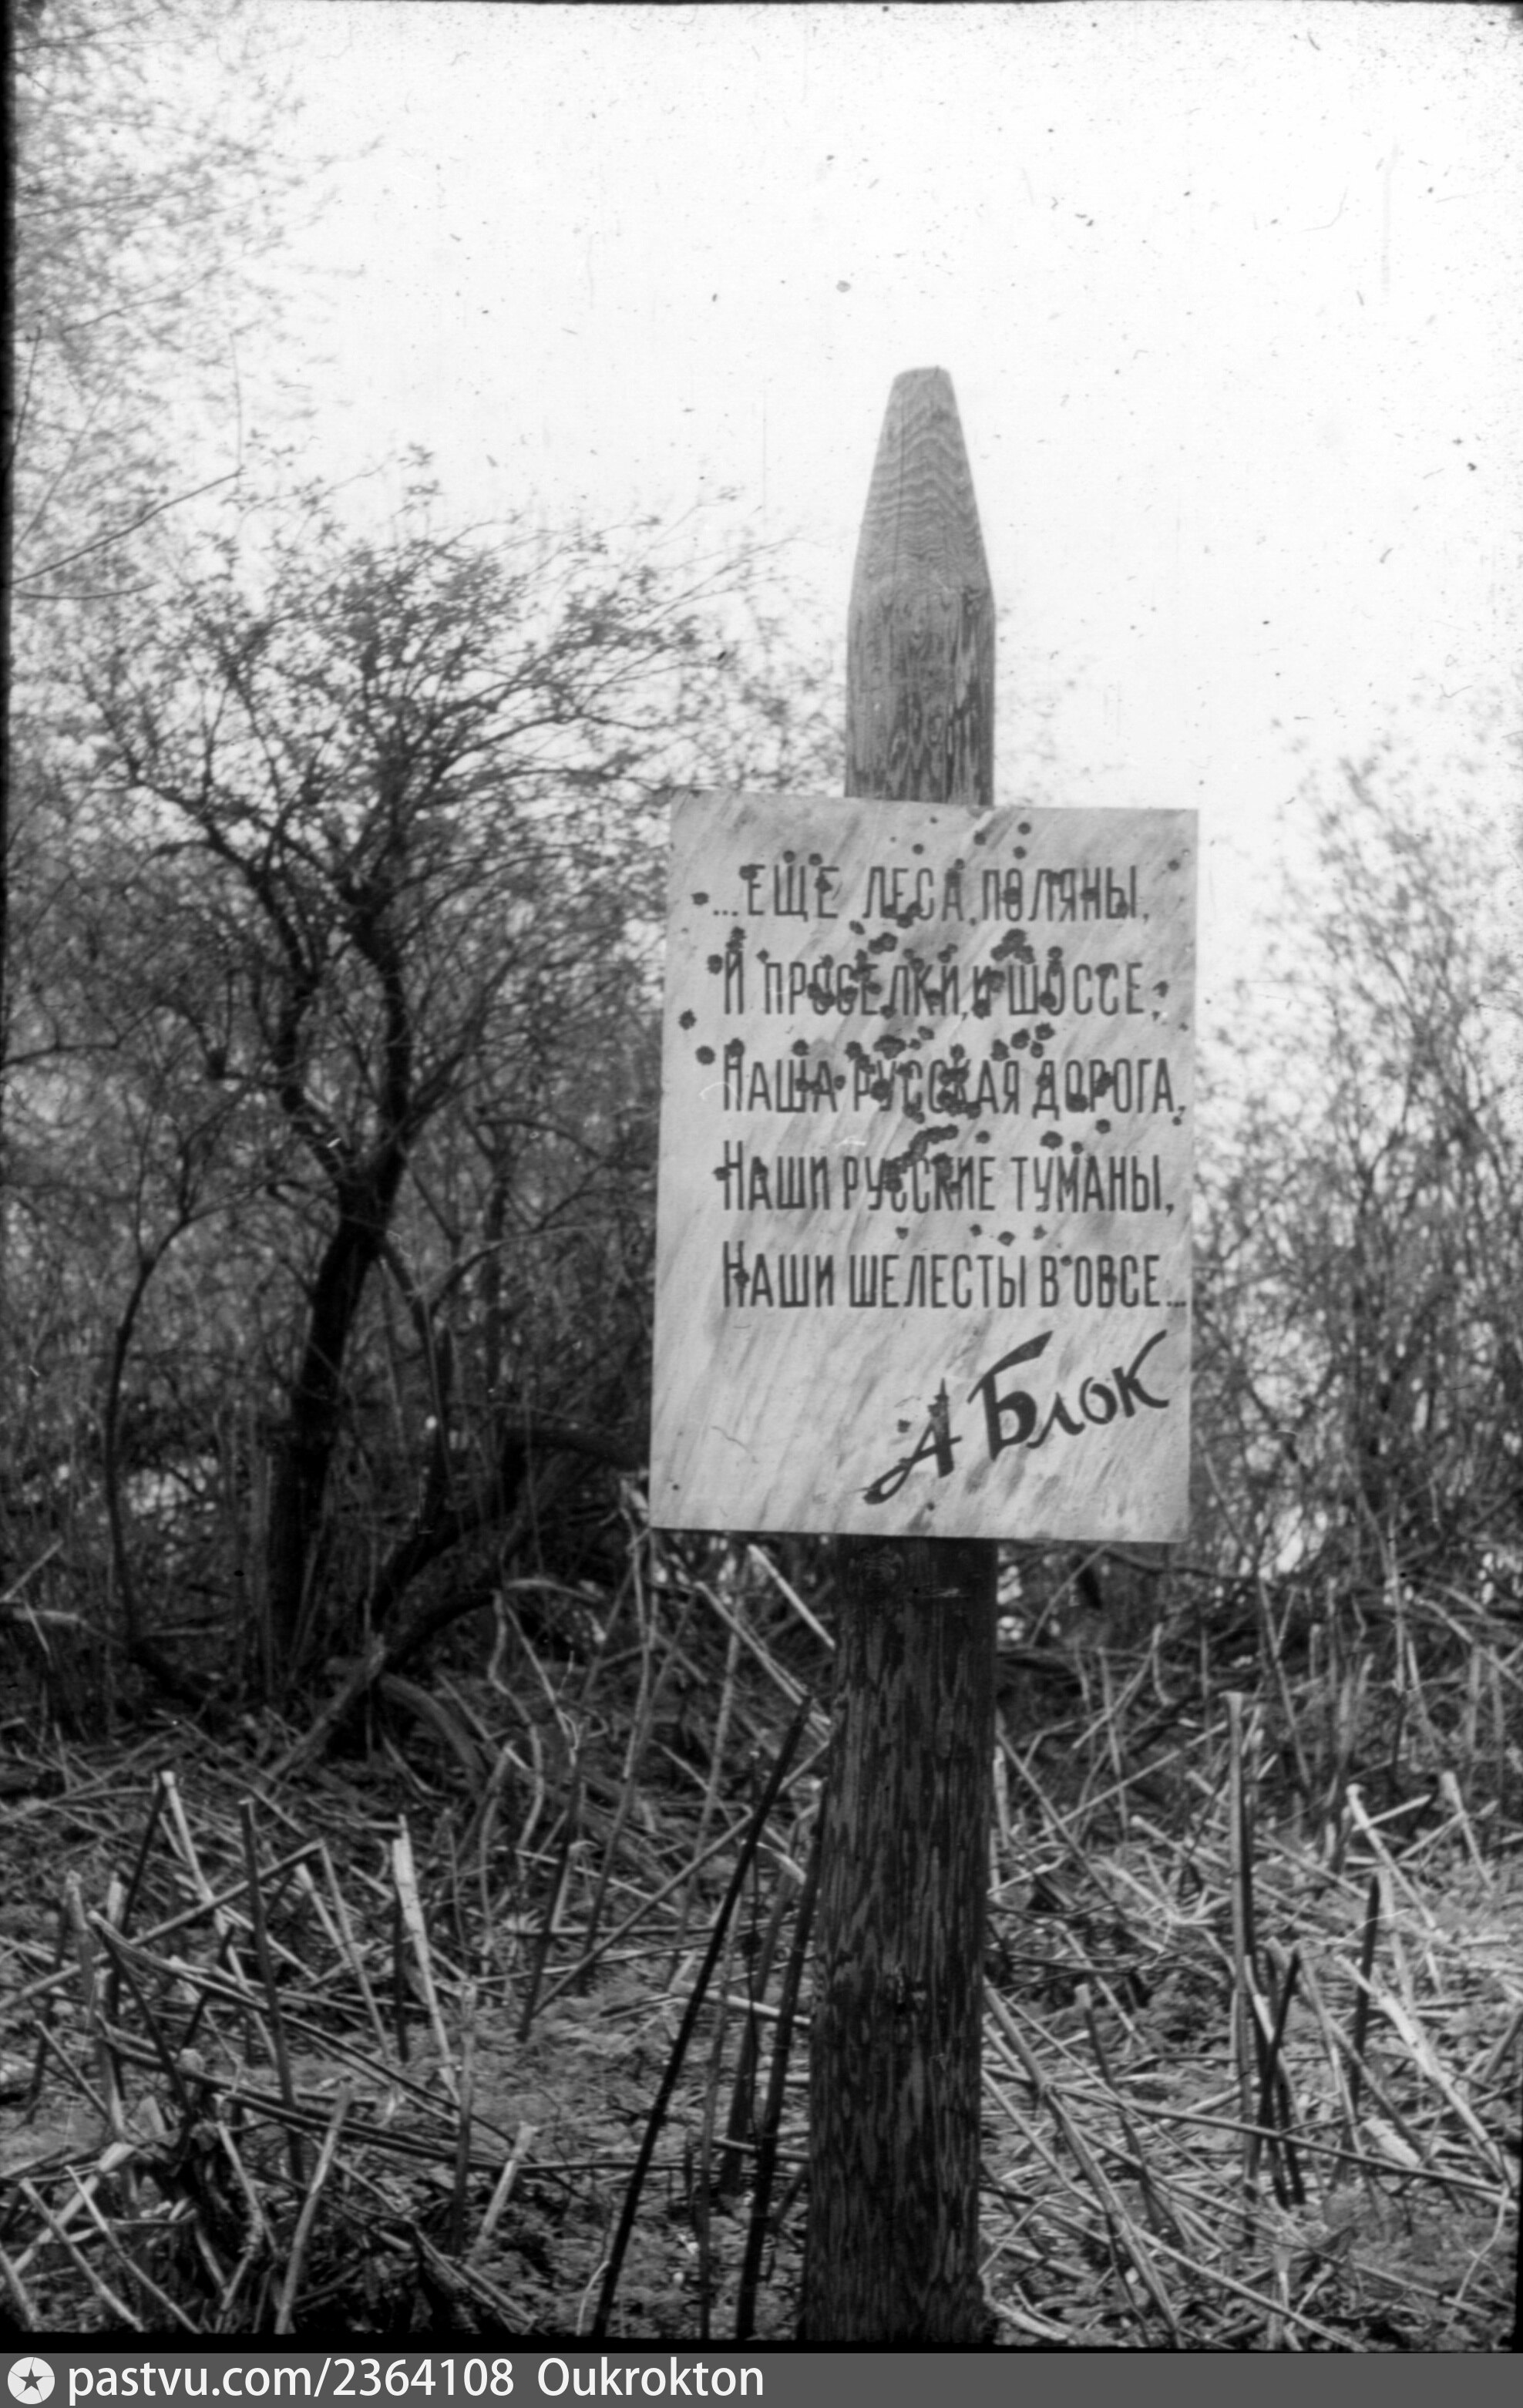 ...ЕЩЕ ЛЕСА, ПОЛЯНЫ,
И ПРОСЕЛКИ, И ШОССЕ,
НАША РУССКАЯ ДОРОГА,
НАШИ РУССКИЕ ТУМАНЫ,
НАШИ ШЕЛЕСТЫ В ОВСЕ...
А Блок
pastvu.com/2364108 Oukrokton